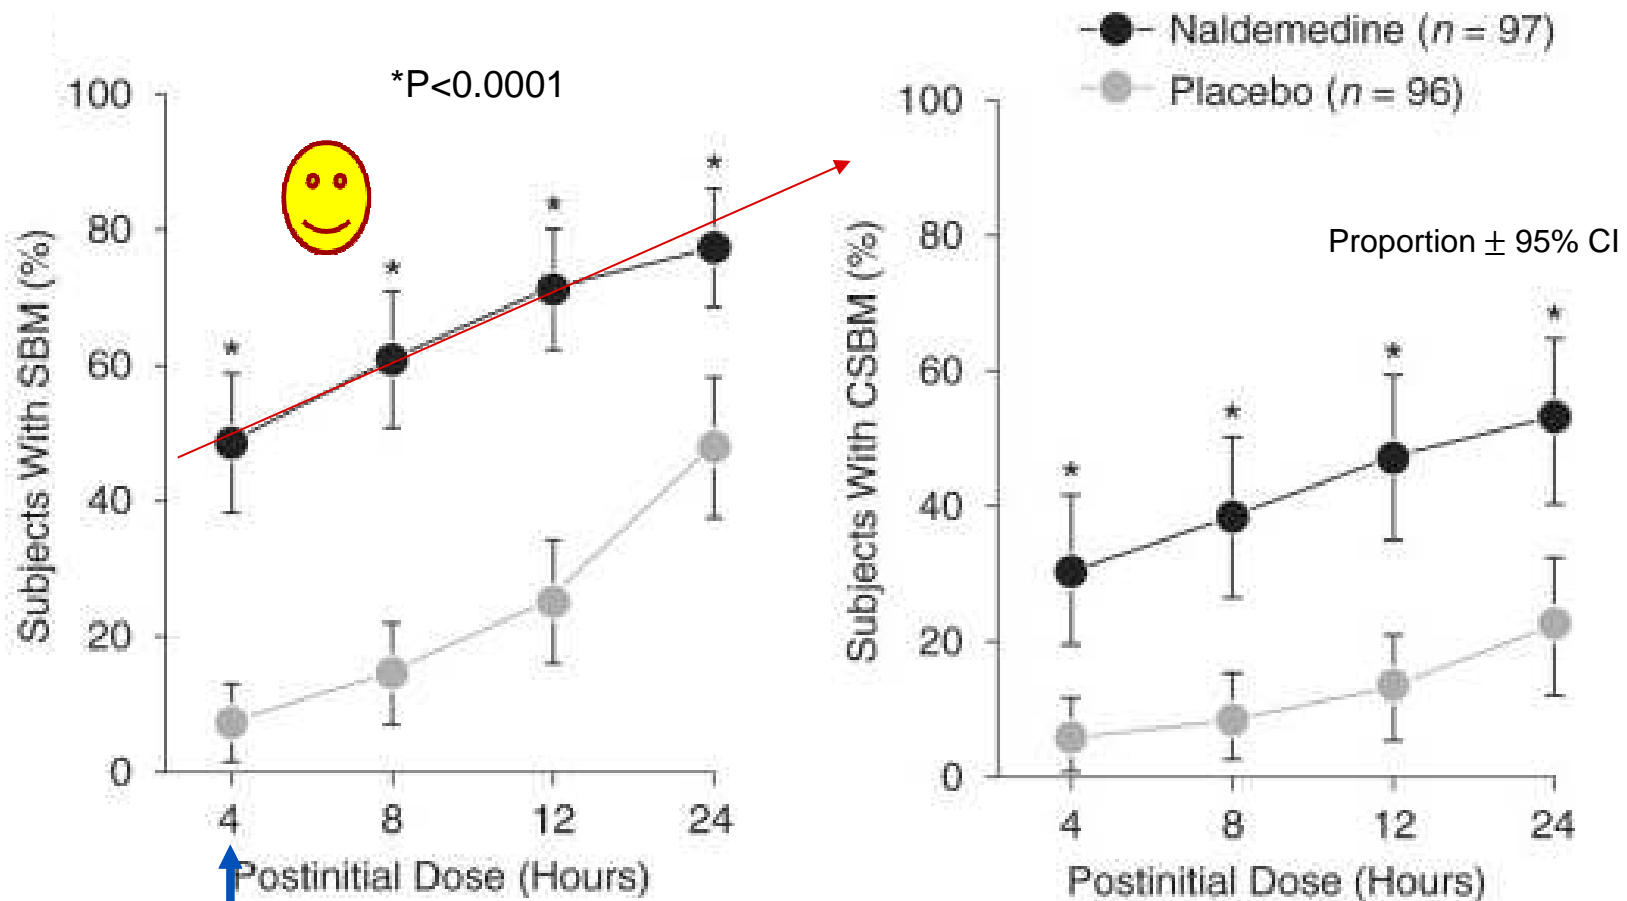 Naldemedine (n = 97)
Placebo (n = 96)
*P<0.0001
Subjects With SBM (%)
100
80
60
40
20
0
*
*
*
*
4 8 12 24
Postinitial Dose (Hours)
Proportion ± 95% CI
Subjects With CSBM (%)
100
80
60
40
20
0
*
*
*
*
4 8 12 24
Postinitial Dose (Hours)